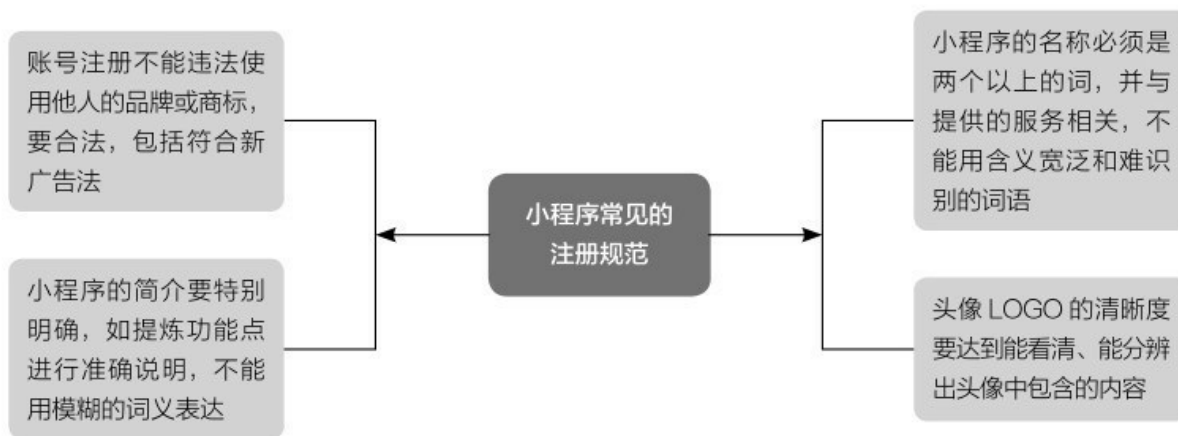 账号注册不能违法使
用他人的品牌或商标，
要合法，包括符合新
广告法
小程序的简介要特别
明确，如提炼功能点
进行准确说明，不能
用模糊的词义表达
小程序常见的
注册规范
小程序的名称必须是
两个以上的词，并与
提供的服务相关，不
能用含义宽泛和难识
别的词语
头像 LOGO 的清晰度
要达到能看清、能分辨
出头像中包含的内容